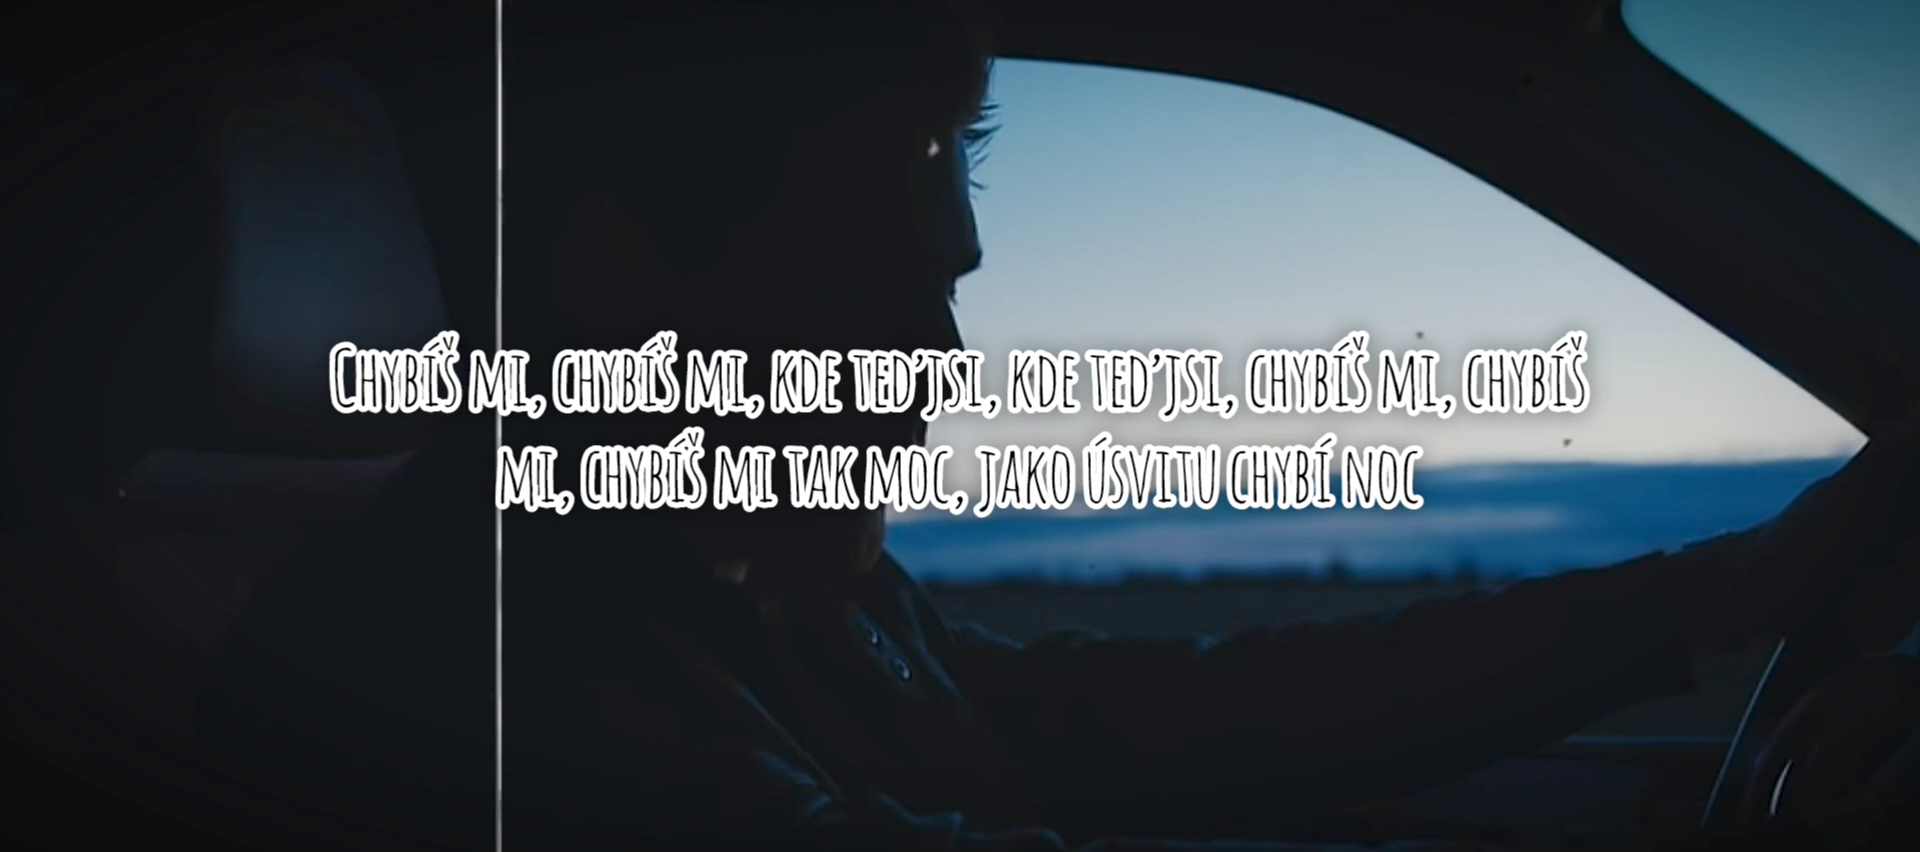 Chybíš mi, chybíš mi, kde teď jsi, kde teď jsi, chybíš mi, chybíš
mi, chybíš mi tak moc, jako úsvitu chybí noc